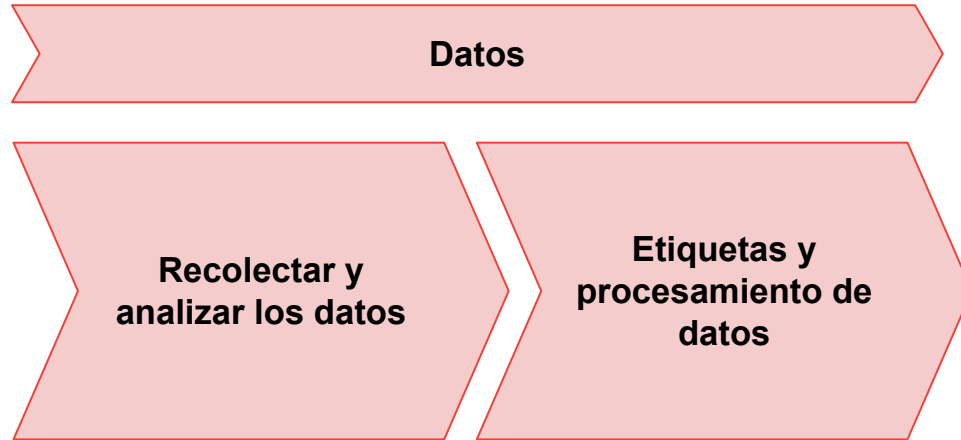 Datos
Recolectar y
analizar los datos
Etiquetas y
procesamiento de
datos